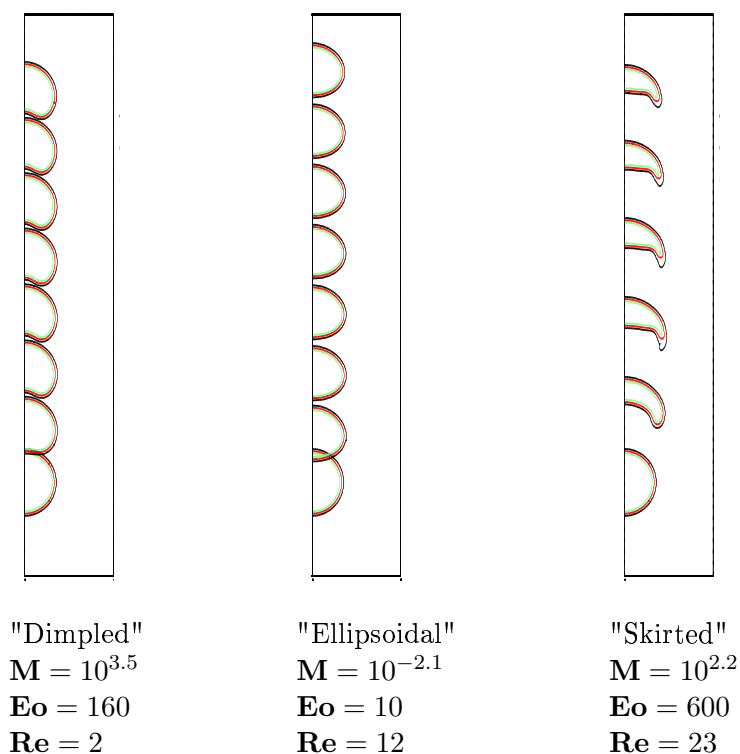 "Dimpled"
M = 10^3.5
Eo = 160
Re = 2
"Ellipsoidal"
M = 10^−2.1
Eo = 10
Re = 12
"Skirted"
M = 10^2.2
Eo = 600
Re = 23